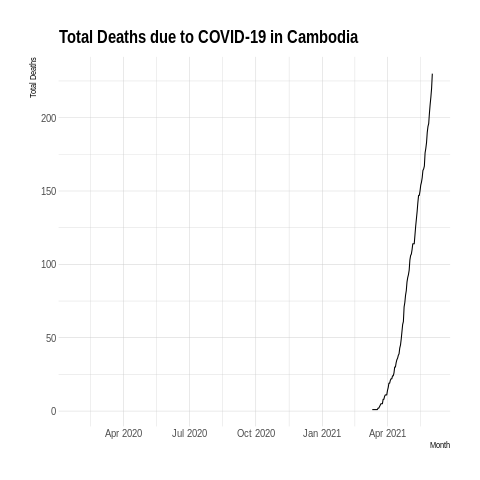 Total Deaths due to COVID-19 in Cambodia
Total Deaths
200
150
100
50
0
Apr 2020 Jul 2020 Oct 2020 Jan 2021 Apr 2021
Month